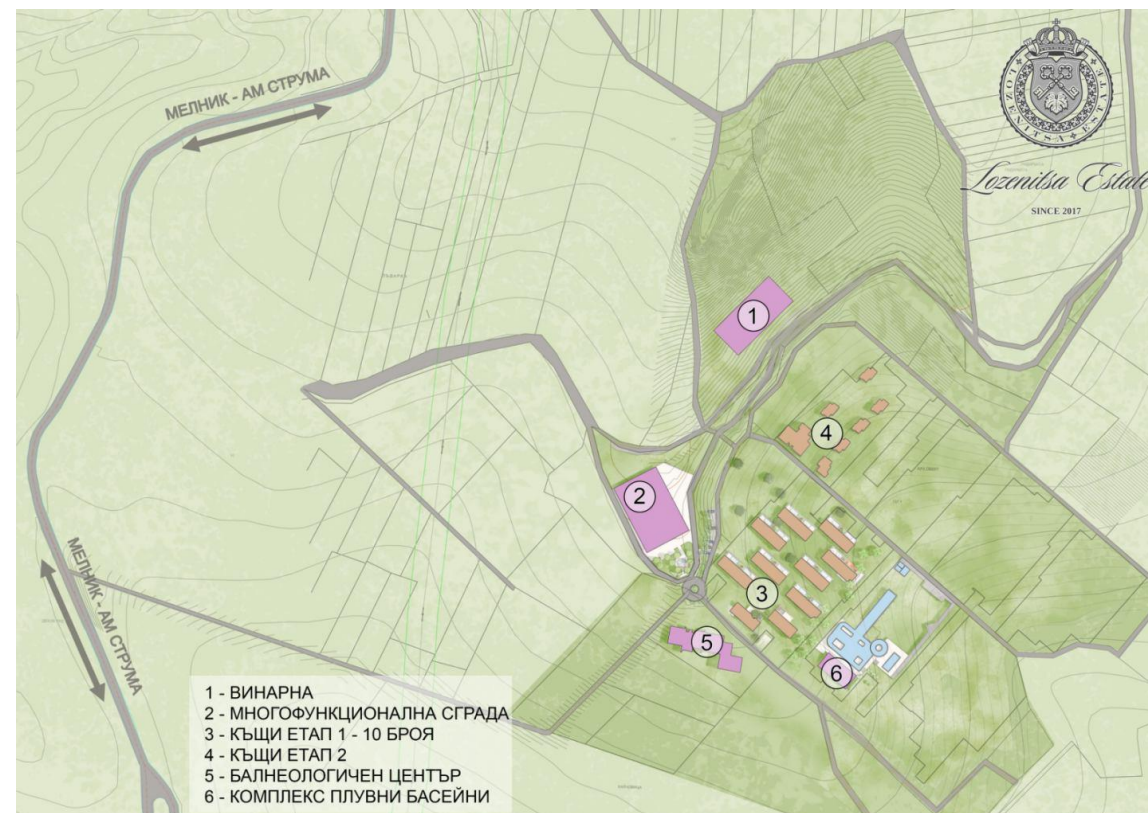 МЕЛНИК - АМ СТРУМА
LOZENITSA ESTATE
Lozenitsa Estate
SINCE 2017
1
4
2
3
МЕЛНИК - АМ СТРУМА
5
6
1 - ВИНАРНА
2 - МНОГОФУНКЦИОНАЛНА СГРАДА
3 - КЪЩИ ЕТАП 1 - 10 БРОЯ
4 - КЪЩИ ЕТАП 2
5 - БАЛНЕОЛОГИЧЕН ЦЕНТЪР
6 - КОМПЛЕКС ПЛУВНИ БАСЕЙНИ